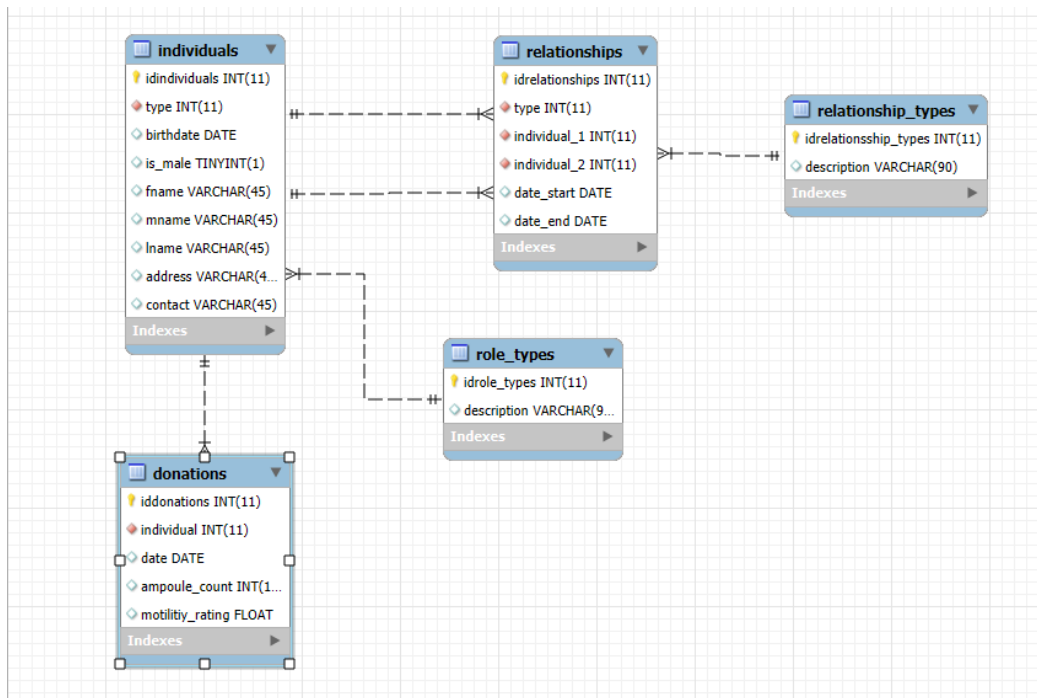 individuals
idindividuals INT(11)
type INT(11)
birthdate DATE
is_male TINYINT(1)
fname VARCHAR(45)
mname VARCHAR(45)
lname VARCHAR(45)
address VARCHAR(4...
contact VARCHAR(45)
Indexes
relationships
idrelationships INT(11)
type INT(11)
individual_1 INT(11)
individual_2 INT(11)
date_start DATE
date_end DATE
Indexes
relationship_types
idrelationsship_types INT(11)
description VARCHAR(90)
Indexes
role_types
idrole_types INT(11)
description VARCHAR(9...
Indexes
donations
iddonations INT(11)
individual INT(11)
date DATE
ampoule_count INT(1...
motilitiy_rating FLOAT
Indexes